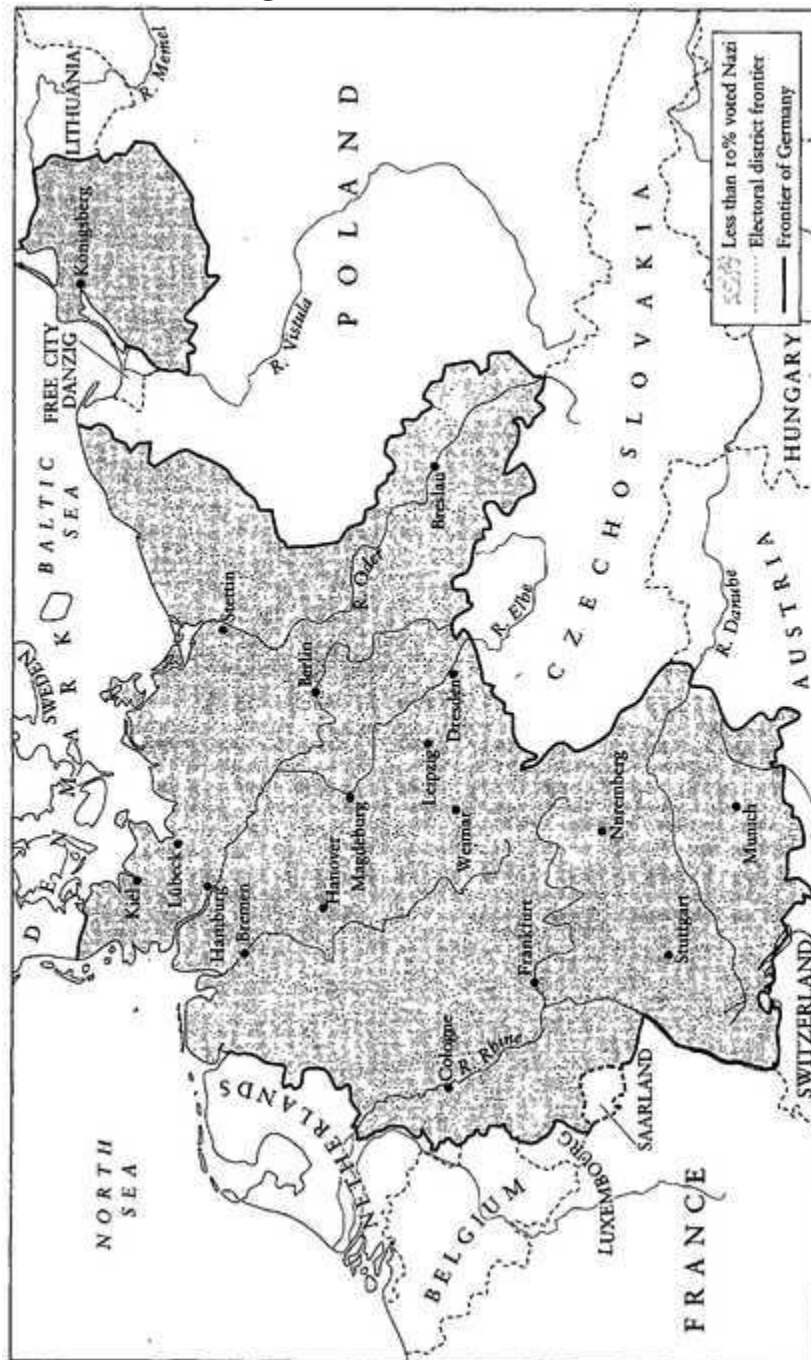 NORTH
SEA
D E N M A R K
SWEDEN
BALTIC
SEA
FREE CITY
DANZIG
LITHUANIA
R. Memel
Königsberg
Kiel
Lübeck
Hamburg
Bremen
Stettin
Berlin
Hanover
Magdeburg
POLAND
R. Vistula
NETHERLANDS
Cologne
R. Rhine
BELGIUM
LUXEMBOURG
SAARLAND
Frankfurt
Weimar
Leipzig
Dresden
R. Elbe
R. Oder
Breslau
CZECHOSLOVAKIA
Nuremberg
Stuttgart
Munich
R. Danube
FRANCE
SWITZERLAND
AUSTRIA
HUNGARY
Less than 10% voted Nazi
Electoral district frontier
Frontier of Germany